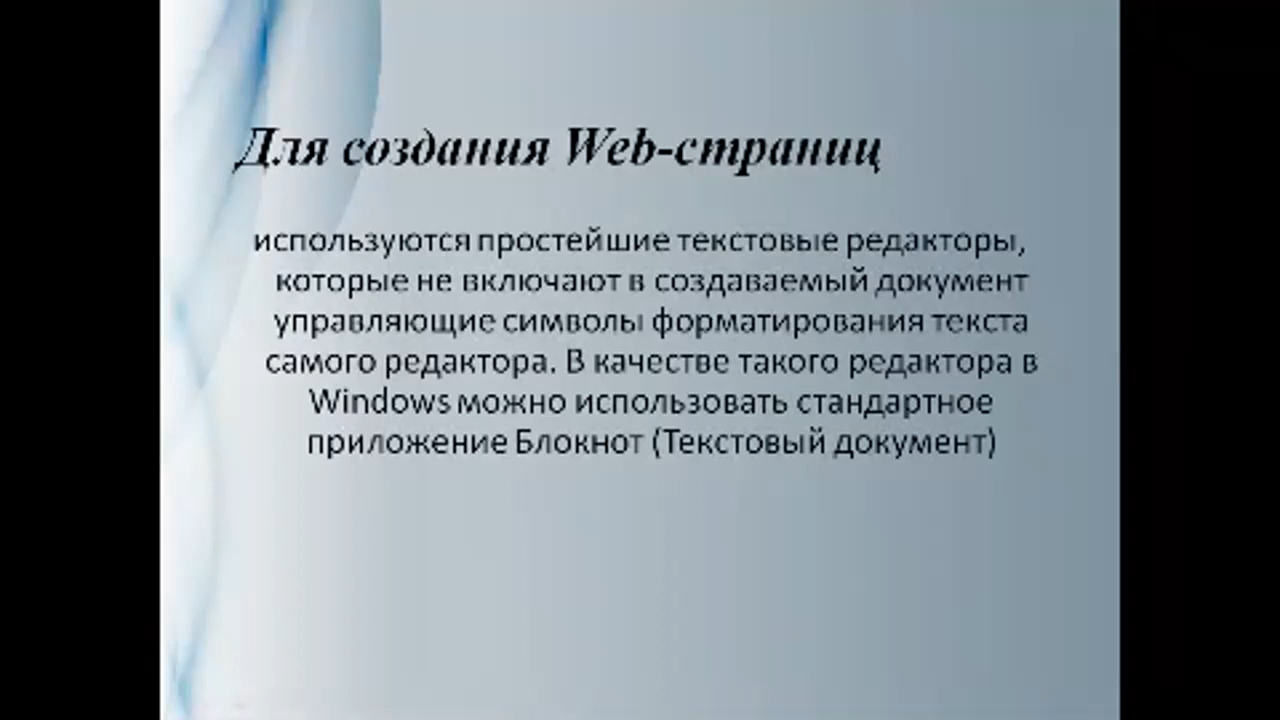 Для создания Web-страниц
используются простейшие текстовые редакторы,
которые не включают в создаваемый документ
управляющие символы форматирования текста
самого редактора. В качестве такого редактора в
Windows можно использовать стандартное
приложение Блокнот (Текстовый документ)